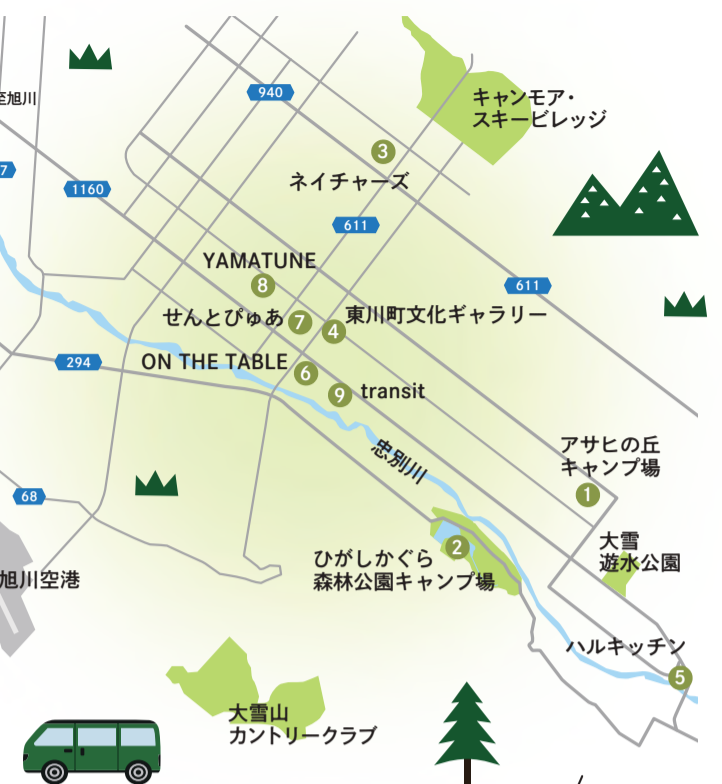 至旭川
940
キャンモア・
スキービレッジ
3
ネイチャーズ
7
1160
611
YAMATUNE
8
611
せんとぴゅあ
7
4
東川町文化ギャラリー
294
ON THE TABLE
6
9
transit
忠別川
アサヒの丘
キャンプ場
1
68
2
ひがしかぐら
森林公園キャンプ場
大雪
遊水公園
旭川空港
ハルキッチン
5
大雪山
カントリークラブ